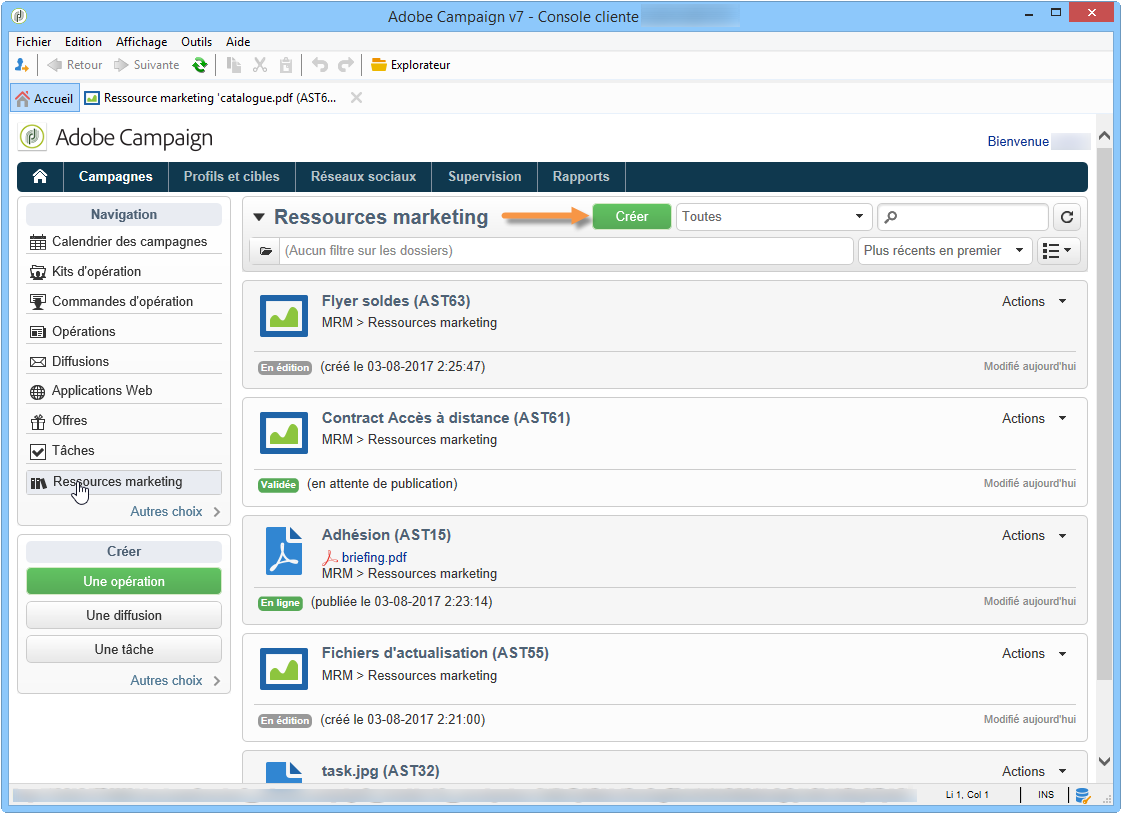 Adobe Campaign v7 - Console cliente
Fichier Edition Affichage Outils Aide
Retour Suivante Explorateur
Accueil Ressource marketing 'catalogue.pdf (AST6...
Adobe Campaign
Bienvenue
Campagnes Profils et cibles Réseaux sociaux Supervision Rapports
Navigation
Calendrier des campagnes
Kits d'opération
Commandes d'opération
Opérations
Diffusions
Applications Web
Offres
Tâches
Ressources marketing
Autres choix
Créer
Une opération
Une diffusion
Une tâche
Autres choix
Ressources marketing Créer Toutes
(Aucun filtre sur les dossiers) Plus récents en premier
Flyer soldes (AST63) Actions
MRM > Ressources marketing
En édition (créé le 03-08-2017 2:25:47) Modifié aujourd'hui
Contract Accès à distance (AST61) Actions
MRM > Ressources marketing
Validée (en attente de publication) Modifié aujourd'hui
Adhésion (AST15) Actions
briefing.pdf
MRM > Ressources marketing
En ligne (publiée le 03-08-2017 2:23:14) Modifié aujourd'hui
Fichiers d'actualisation (AST55) Actions
MRM > Ressources marketing
En édition (créé le 03-08-2017 2:21:00) Modifié aujourd'hui
task.jpg (AST32) Actions
Li 1, Col 1 INS